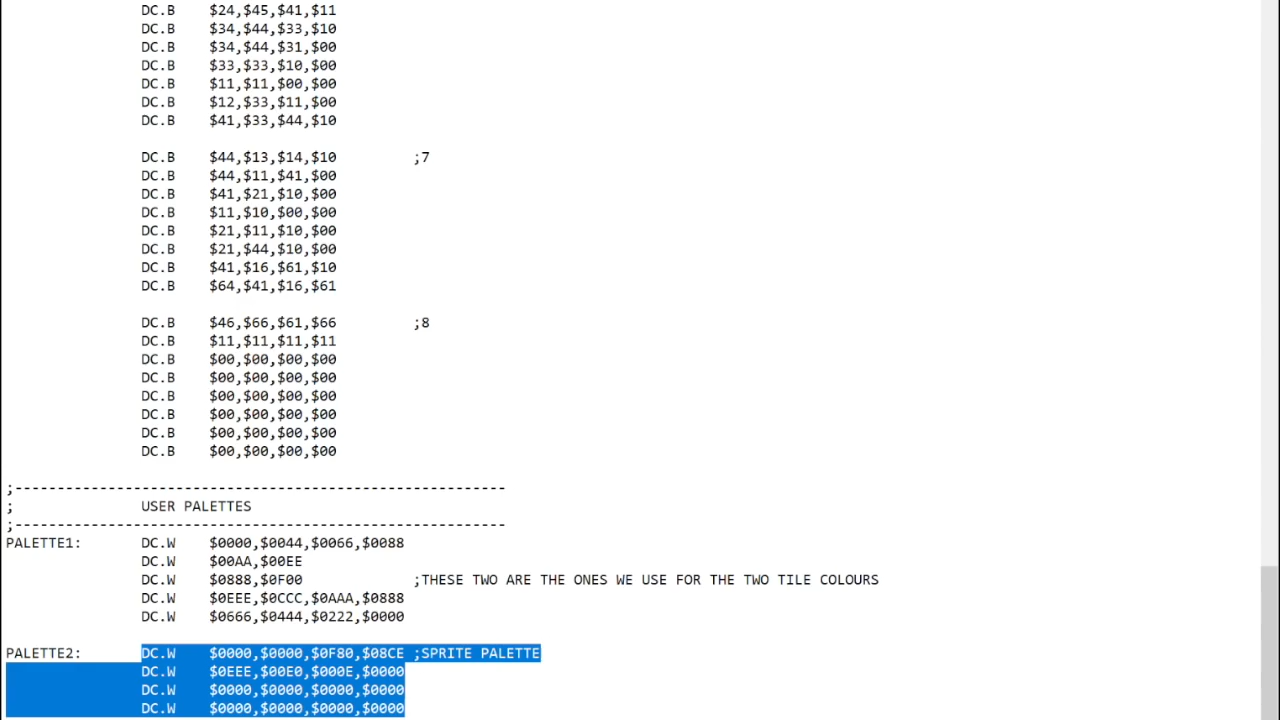 DC.B $24,$45,$41,$11
DC.B $34,$44,$33,$10
DC.B $34,$44,$31,$00
DC.B $33,$33,$10,$00
DC.B $11,$11,$00,$00
DC.B $12,$33,$11,$00
DC.B $41,$33,$44,$10
DC.B $44,$13,$14,$10 ;7
DC.B $44,$11,$41,$00
DC.B $41,$21,$10,$00
DC.B $11,$10,$00,$00
DC.B $21,$11,$10,$00
DC.B $21,$44,$10,$00
DC.B $41,$16,$61,$10
DC.B $64,$41,$16,$61
DC.B $46,$66,$61,$66 ;8
DC.B $11,$11,$11,$11
DC.B $00,$00,$00,$00
DC.B $00,$00,$00,$00
DC.B $00,$00,$00,$00
DC.B $00,$00,$00,$00
DC.B $00,$00,$00,$00
DC.B $00,$00,$00,$00
;----------------------------------------------------------
; USER PALETTES
;----------------------------------------------------------
PALETTE1: DC.W $0000,$0044,$0066,$0088
DC.W $00AA,$00EE
DC.W $0888,$0F00 ;THESE TWO ARE THE ONES WE USE FOR THE TWO TILE COLOURS
DC.W $0EEE,$0CCC,$0AAA,$0888
DC.W $0666,$0444,$0222,$0000
PALETTE2: DC.W $0000,$0000,$0F80,$08CE ;SPRITE PALETTE
DC.W $0EEE,$00E0,$000E,$0000
DC.W $0000,$0000,$0000,$0000
DC.W $0000,$0000,$0000,$0000